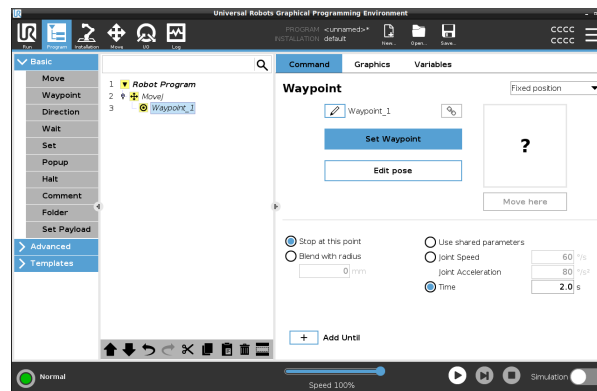 Universal Robots Graphical Programming Environment
Run
Program
Installation
Move
I/O
Log
PROGRAM <unnamed>*
INSTALLATION default
New...
Open...
Save...
CCCC
CCCC
Basic
Move
Waypoint
Direction
Wait
Set
Popup
Halt
Comment
Folder
Set Payload
Advanced
Templates
1 Robot Program
2 MoveJ
3 Waypoint_1
Command Graphics Variables
Waypoint
Fixed position
Waypoint_1
Set Waypoint
Edit pose
?
Move here
Stop at this point
Blend with radius
0 mm
Use shared parameters
Joint Speed 60 °/s
Joint Acceleration 80 °/s²
Time 2.0 s
+ Add Until
Normal
Speed 100%
Simulation